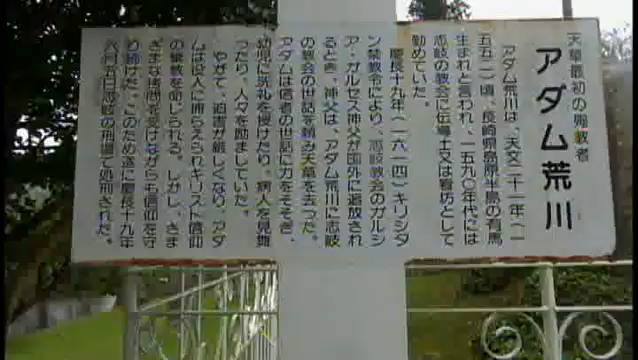 天草最初の殉教者
アダム荒川
アダム荒川は、天文二十一年(一
五五二)頃、長崎県島原半島の有馬
生まれと言われ、一五九〇年代には
志岐の教会に伝導士又は看坊として
勤めていた。
慶長十九年(一六一四)キリシタ
ン禁教令により、志岐教会のガルシ
ア・ガルセス神父が国外に追放され
るとき、神父は、アダム荒川に志岐
の教会の世話を頼み天草を去った。
アダムは信者の世話に力をそそぎ、
幼児に洗礼を授けたり、病人を見舞
ったり、人々を励ましていた。
やがて、迫害が厳しくなり、アダ
ムは役人に捕らえられキリスト信仰
の棄教を命じられる。しかし、さま
ざまな拷問を受けながらも信仰を守
り続けた。このため遂に慶長十九年
六月五日志岐の刑場で処刑された。